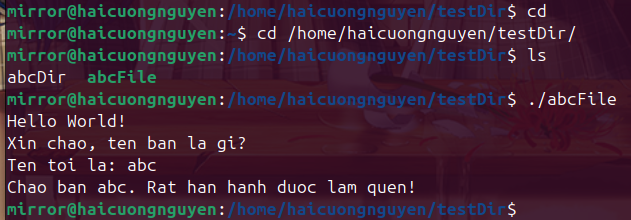 mirror@haicuongnguyen:/home/haicuongnguyen/testDir$ cd
mirror@haicuongnguyen:~$ cd /home/haicuongnguyen/testDir/
mirror@haicuongnguyen:/home/haicuongnguyen/testDir$ ls
abcDir  abcFile
mirror@haicuongnguyen:/home/haicuongnguyen/testDir$ ./abcFile
Hello World!
Xin chao, ten ban la gi?
Ten toi la: abc
Chao ban abc. Rat han hanh duoc lam quen!
mirror@haicuongnguyen:/home/haicuongnguyen/testDir$